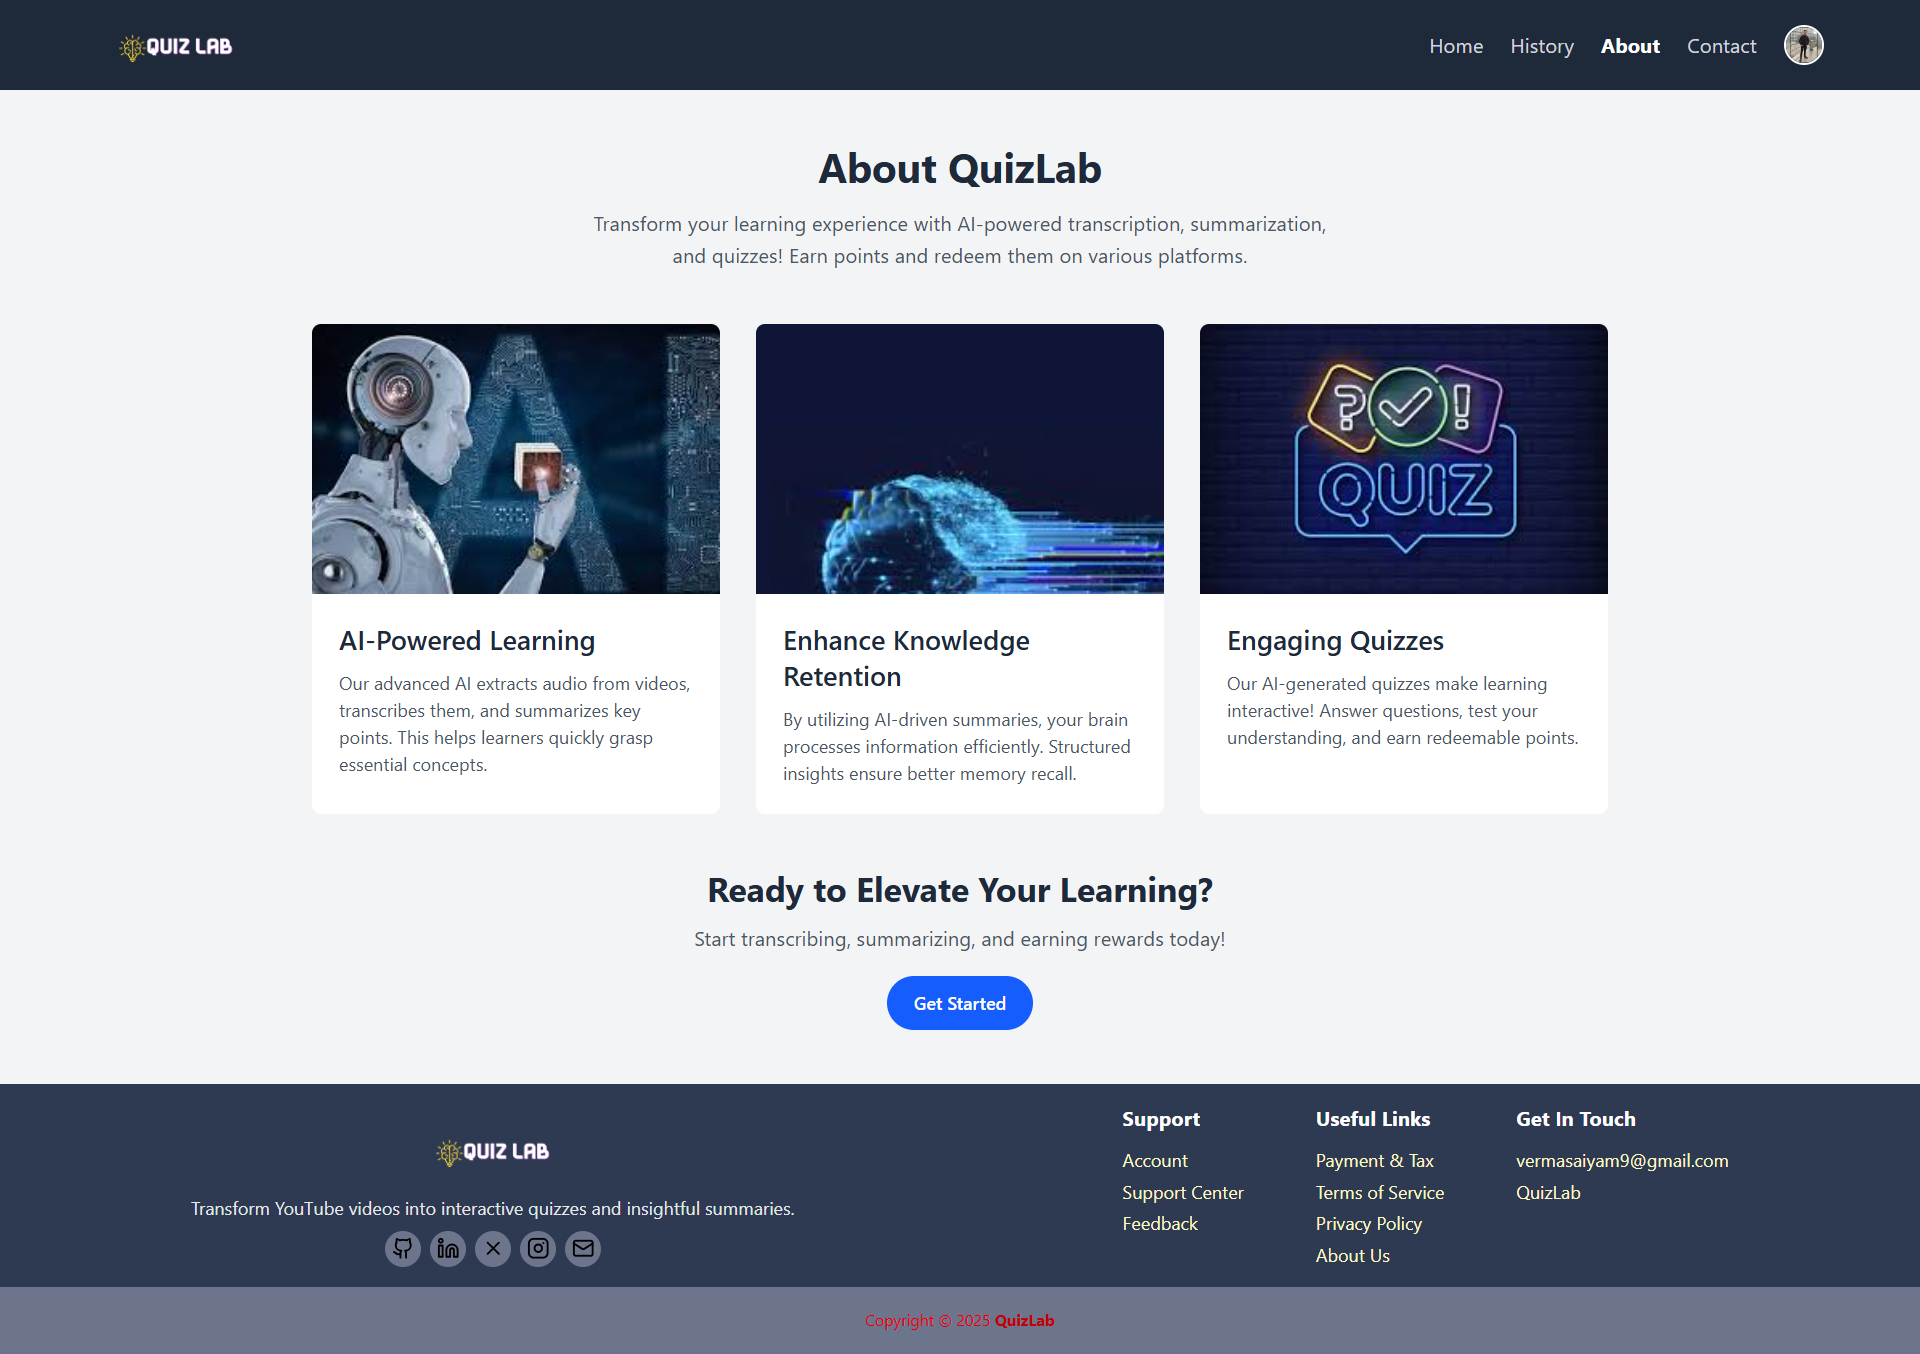 QUIZ LAB
Home
History
About
Contact
About QuizLab
Transform your learning experience with AI-powered transcription, summarization,
and quizzes! Earn points and redeem them on various platforms.
AI
?
!
QUIZ
AI-Powered Learning
Our advanced AI extracts audio from videos,
transcribes them, and summarizes key
points. This helps learners quickly grasp
essential concepts.
Enhance Knowledge
Retention
By utilizing AI-driven summaries, your brain
processes information efficiently. Structured
insights ensure better memory recall.
Engaging Quizzes
Our AI-generated quizzes make learning
interactive! Answer questions, test your
understanding, and earn redeemable points.
Ready to Elevate Your Learning?
Start transcribing, summarizing, and earning rewards today!
Get Started
QUIZ LAB
Transform YouTube videos into interactive quizzes and insightful summaries.
Support
Account
Support Center
Feedback
Useful Links
Payment & Tax
Terms of Service
Privacy Policy
About Us
Get In Touch
vermasaiyam9@gmail.com
QuizLab
Copyright © 2025 QuizLab